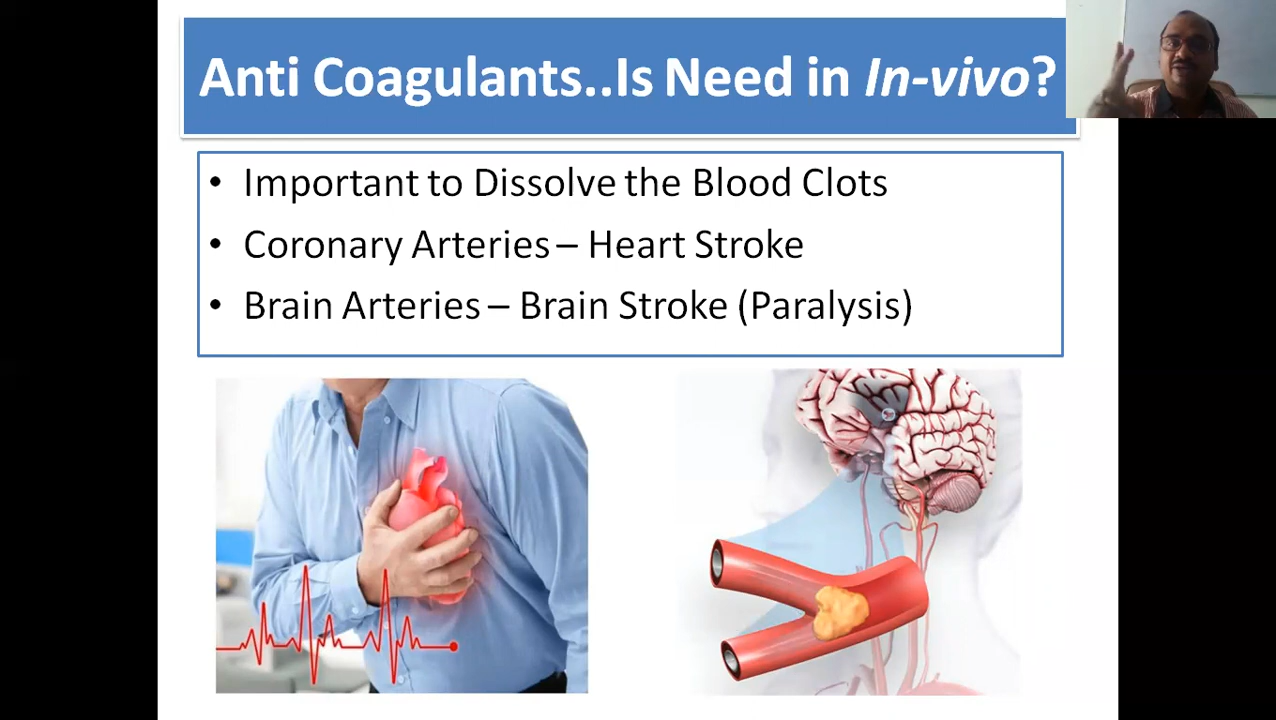 Anti Coagulants..Is Need in In-vivo?
• Important to Dissolve the Blood Clots
• Coronary Arteries – Heart Stroke
• Brain Arteries – Brain Stroke (Paralysis)